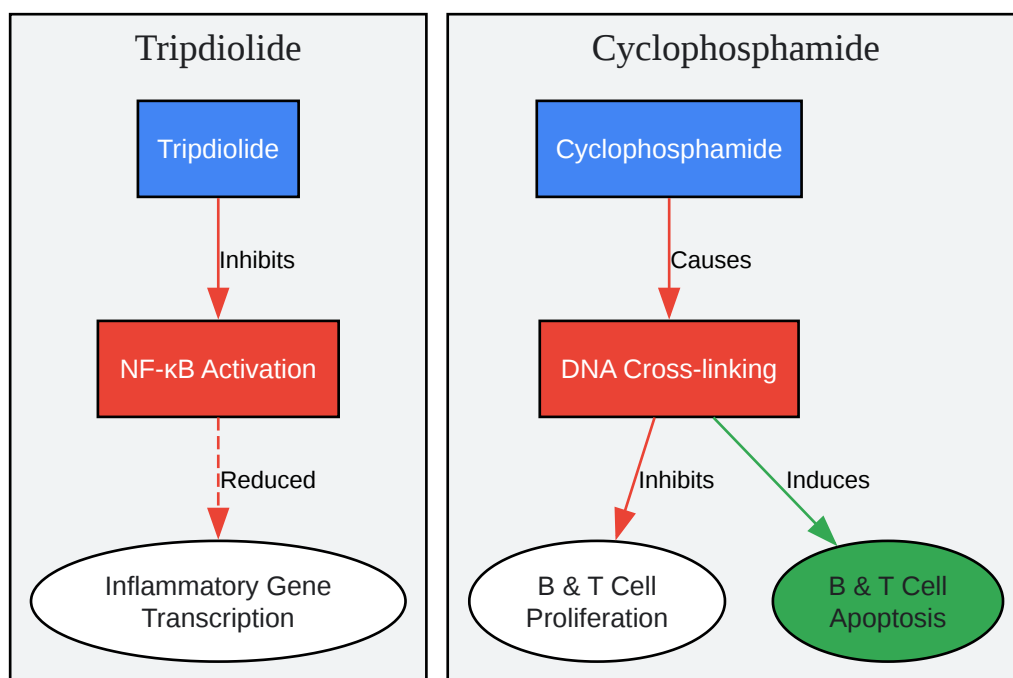 Tripdiolide
Tripdiolide
Inhibits
NF-κB Activation
Reduced
Inflammatory Gene
Transcription
Cyclophosphamide
Cyclophosphamide
Causes
DNA Cross-linking
Inhibits
Induces
B & T Cell
Proliferation
B & T Cell
Apoptosis